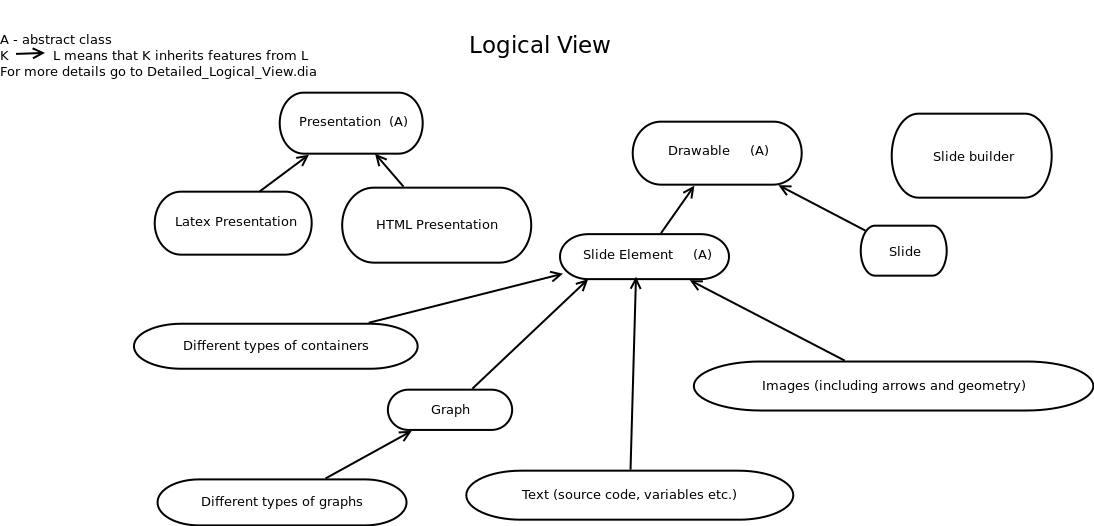 A - abstract class
K → L means that K inherits features from L
For more details go to Detailed_Logical_View.dia
Logical View
Presentation (A)
Drawable (A)
Slide builder
Latex Presentation
HTML Presentation
Slide Element (A)
Slide
Different types of containers
Images (including arrows and geometry)
Graph
Different types of graphs
Text (source code, variables etc.)